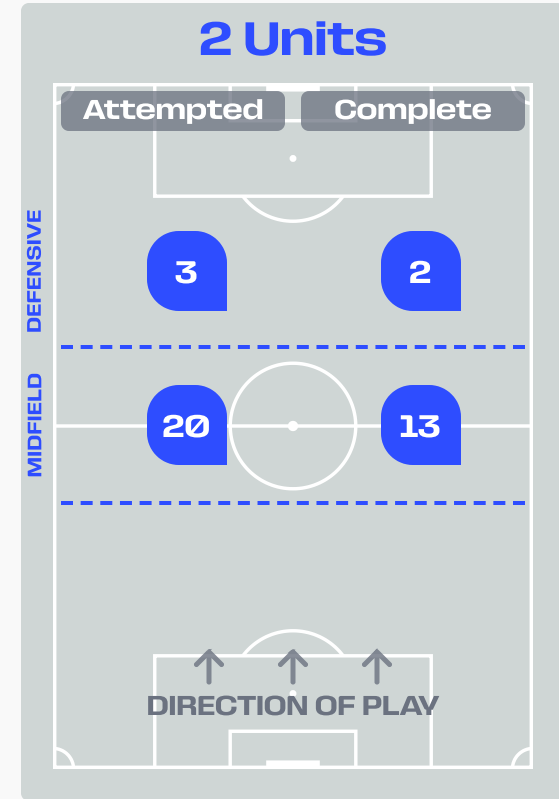 2 Units
Attempted Complete
DEFENSIVE
3 2
MIDFIELD
20 13
DIRECTION OF PLAY